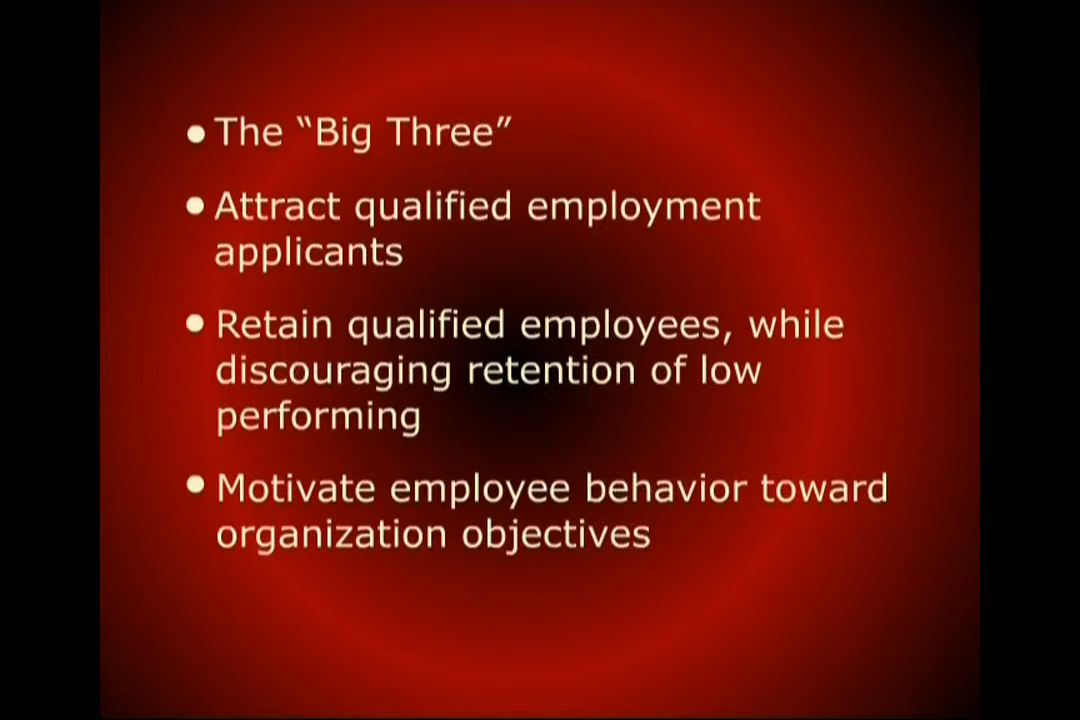 • The “Big Three”
• Attract qualified employment
applicants
• Retain qualified employees, while
discouraging retention of low
performing
• Motivate employee behavior toward
organization objectives